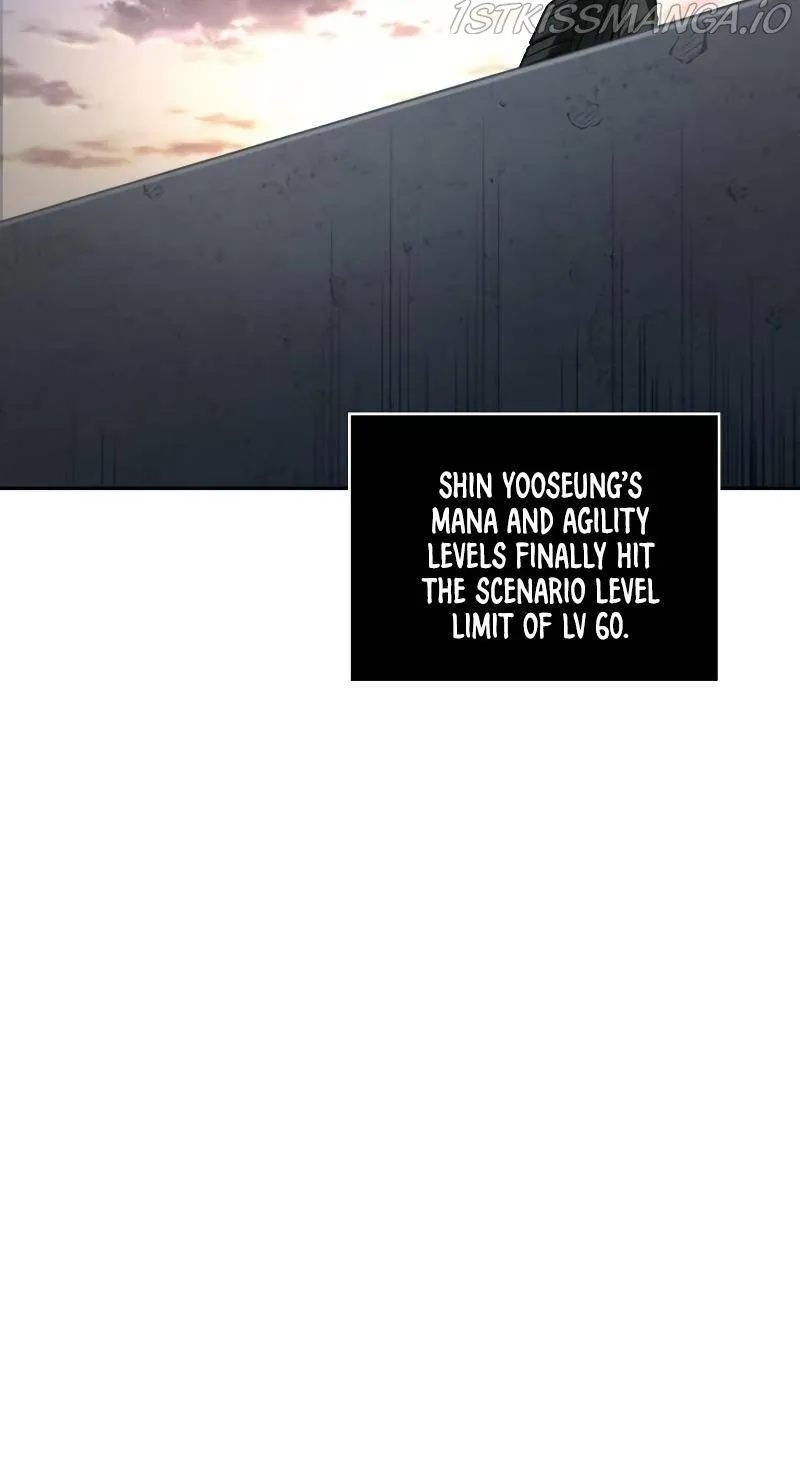 1STKISSMANGA.IO
SHIN YOOSEUNG'S
MANA AND AGILITY
LEVELS FINALLY HIT
THE SCENARIO LEVEL
LIMIT OF LV 60.